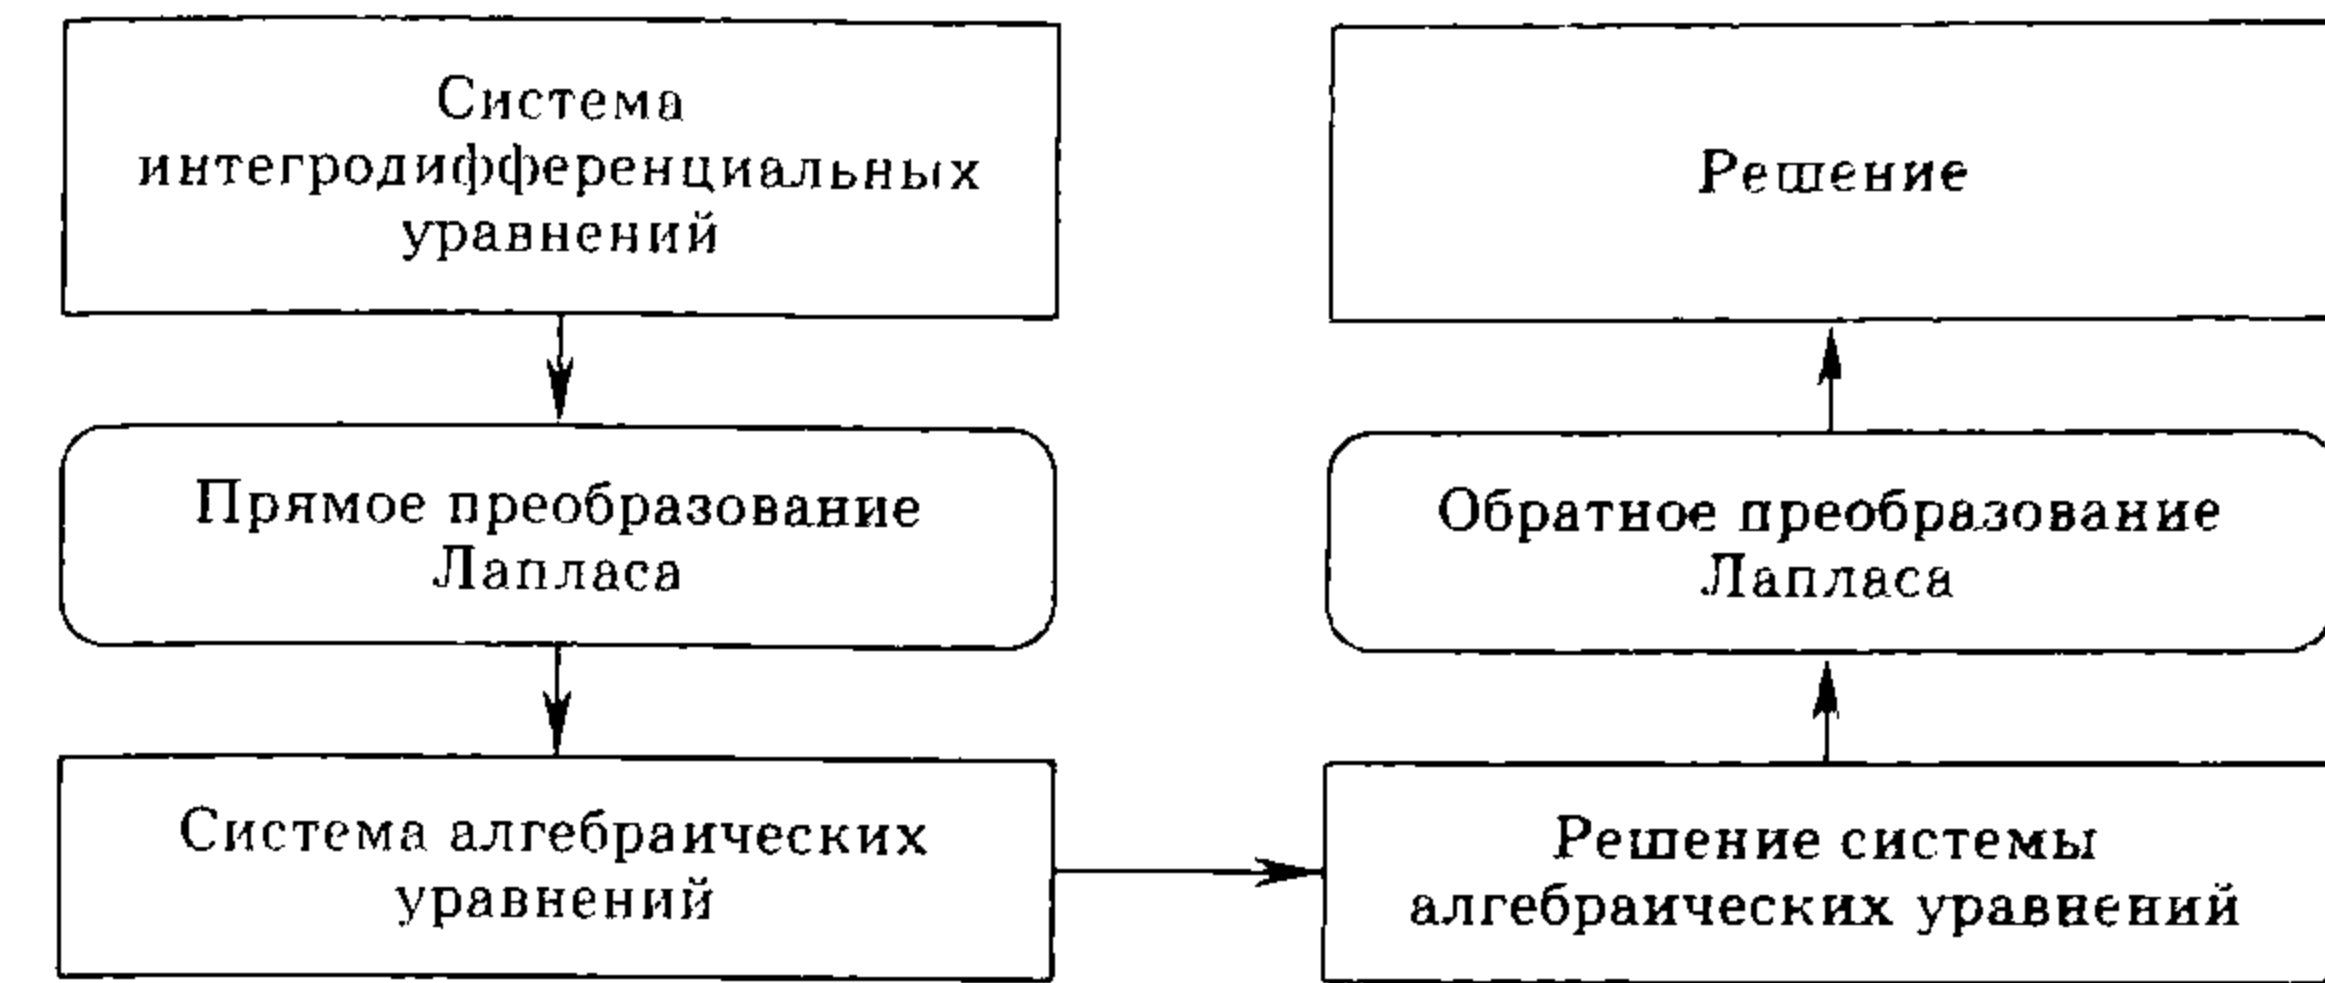 Система
интегродифференциальных
уравнений
Прямое преобразование
Лапласа
Система алгебраических
уравнений
Решение
Обратное преобразование
Лапласа
Решение системы
алгебраических уравнений